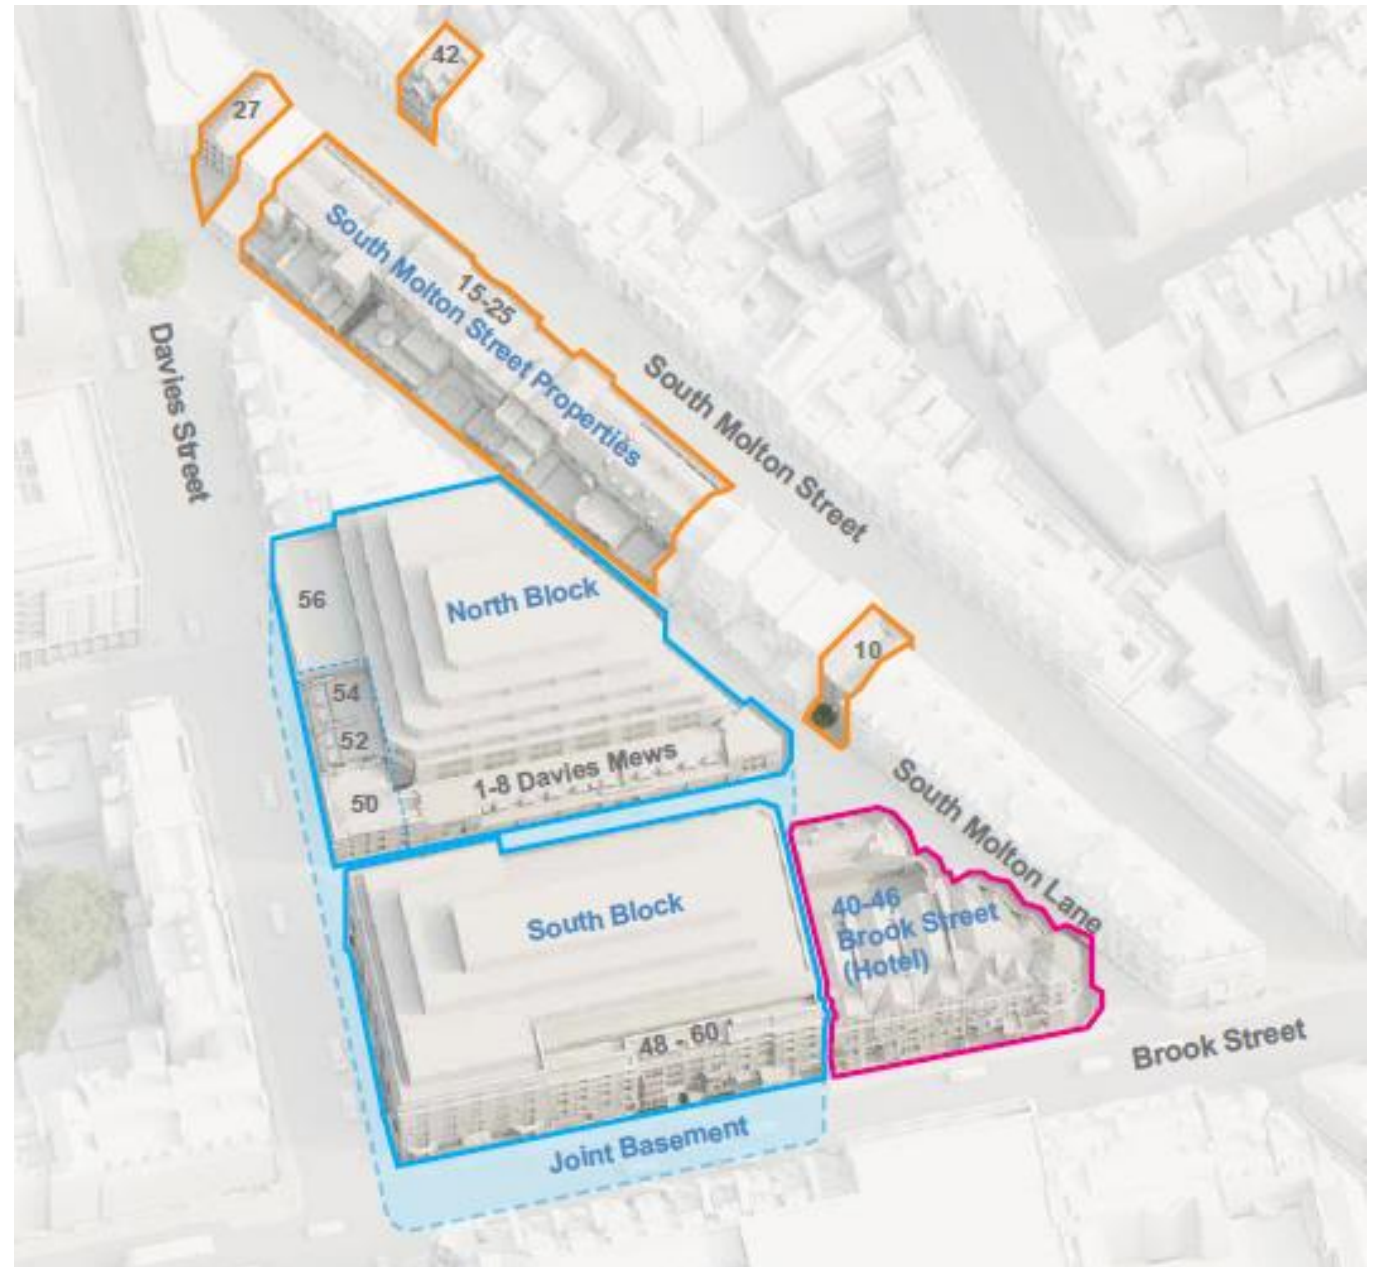 42
27
South Molton Street Properties
15-25
South Molton Street
Davies Street
North Block
56
10
54
52
1-8 Davies Mews
50
South Molton Lane
40-46
Brook Street
(Hotel)
South Block
48 - 60
Brook Street
Joint Basement